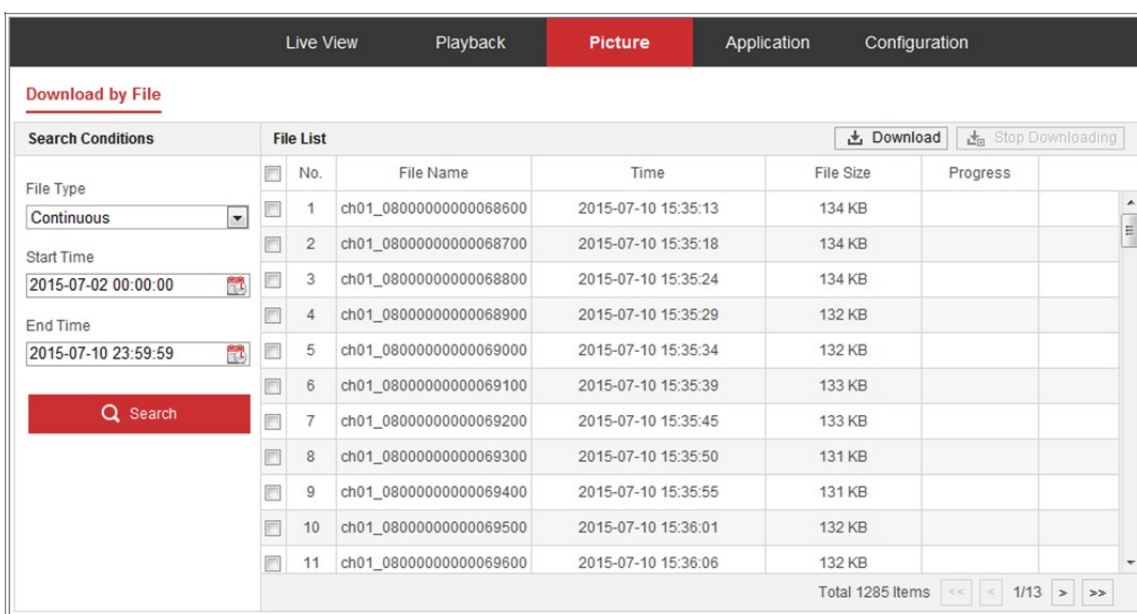 Live View Playback Picture Application Configuration
Download by File
Search Conditions
File Type
Continuous
Start Time
2015-07-02 00:00:00
End Time
2015-07-10 23:59:59
Search
File List Download Stop Downloading
No. File Name Time File Size Progress
1 ch01_08000000000068600 2015-07-10 15:35:13 134 KB
2 ch01_08000000000068700 2015-07-10 15:35:18 134 KB
3 ch01_08000000000068800 2015-07-10 15:35:24 134 KB
4 ch01_08000000000068900 2015-07-10 15:35:29 132 KB
5 ch01_08000000000069000 2015-07-10 15:35:34 132 KB
6 ch01_08000000000069100 2015-07-10 15:35:39 133 KB
7 ch01_08000000000069200 2015-07-10 15:35:45 133 KB
8 ch01_08000000000069300 2015-07-10 15:35:50 131 KB
9 ch01_08000000000069400 2015-07-10 15:35:55 131 KB
10 ch01_08000000000069500 2015-07-10 15:36:01 132 KB
11 ch01_08000000000069600 2015-07-10 15:36:06 132 KB
Total 1285 Items << < 1/13 > >>